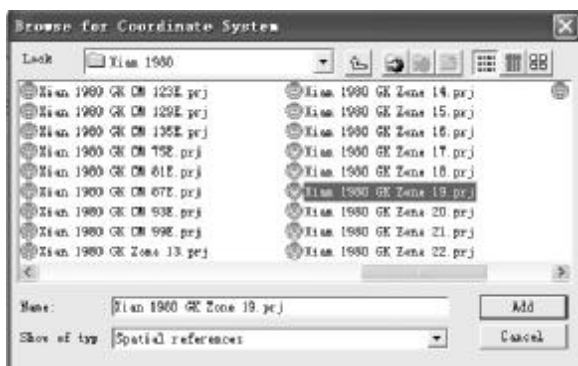 Browse for Coordinate System
Look
Xian 1980
Xian 1980 GK CM 123E.prj
Xian 1980 GK CM 129E.prj
Xian 1980 GK CM 135E.prj
Xian 1980 GK CM 75E.prj
Xian 1980 GK CM 81E.prj
Xian 1980 GK CM 87E.prj
Xian 1980 GK CM 93E.prj
Xian 1980 GK CM 99E.prj
Xian 1980 GK Zone 13.prj
Xian 1980 GK Zone 14.prj
Xian 1980 GK Zone 15.prj
Xian 1980 GK Zone 16.prj
Xian 1980 GK Zone 17.prj
Xian 1980 GK Zone 18.prj
Xian 1980 GK Zone 19.prj
Xian 1980 GK Zone 20.prj
Xian 1980 GK Zone 21.prj
Xian 1980 GK Zone 22.prj
Name:
Xian 1980 GK Zone 19.prj
Add
Show of typ
Spatial references
Cancel